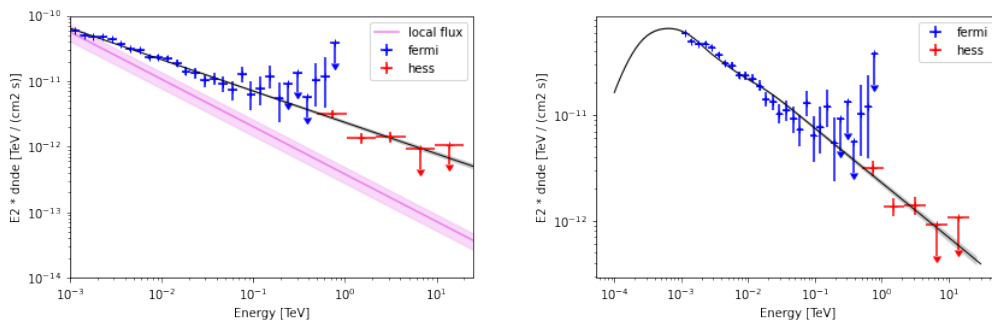 10⁻¹⁰
10⁻¹¹
10⁻¹²
10⁻¹³
10⁻¹⁴
E2 * dnde [TeV / (cm2 s)]
local flux
fermi
hess
10⁻³
10⁻²
10⁻¹
10⁰
10¹
Energy [TeV]
10⁻¹¹
10⁻¹²
E2 * dnde [TeV / (cm2 s)]
fermi
hess
10⁻⁴
10⁻³
10⁻²
10⁻¹
10⁰
10¹
Energy [TeV]